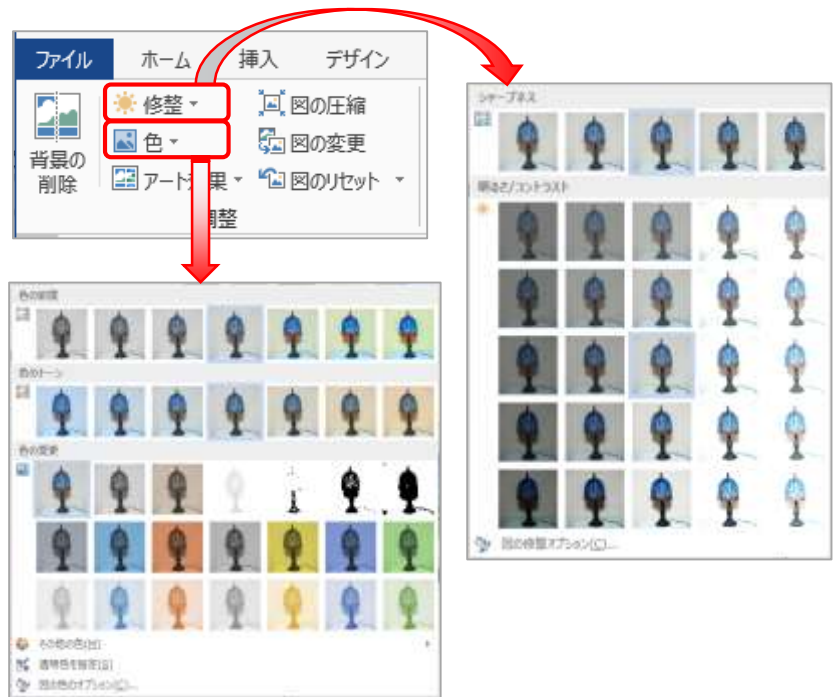 ファイル ホーム 挿入 デザイン
背景の
削除
修整
色
アート効果
図の圧縮
図の変更
図のリセット
調整
シャープネス
明るさ/コントラスト
図の修整オプション(C)...
色の彩度
色のトーン
色の変更
その他の色(M)
透明色を指定(S)
図の色のオプション(C)...